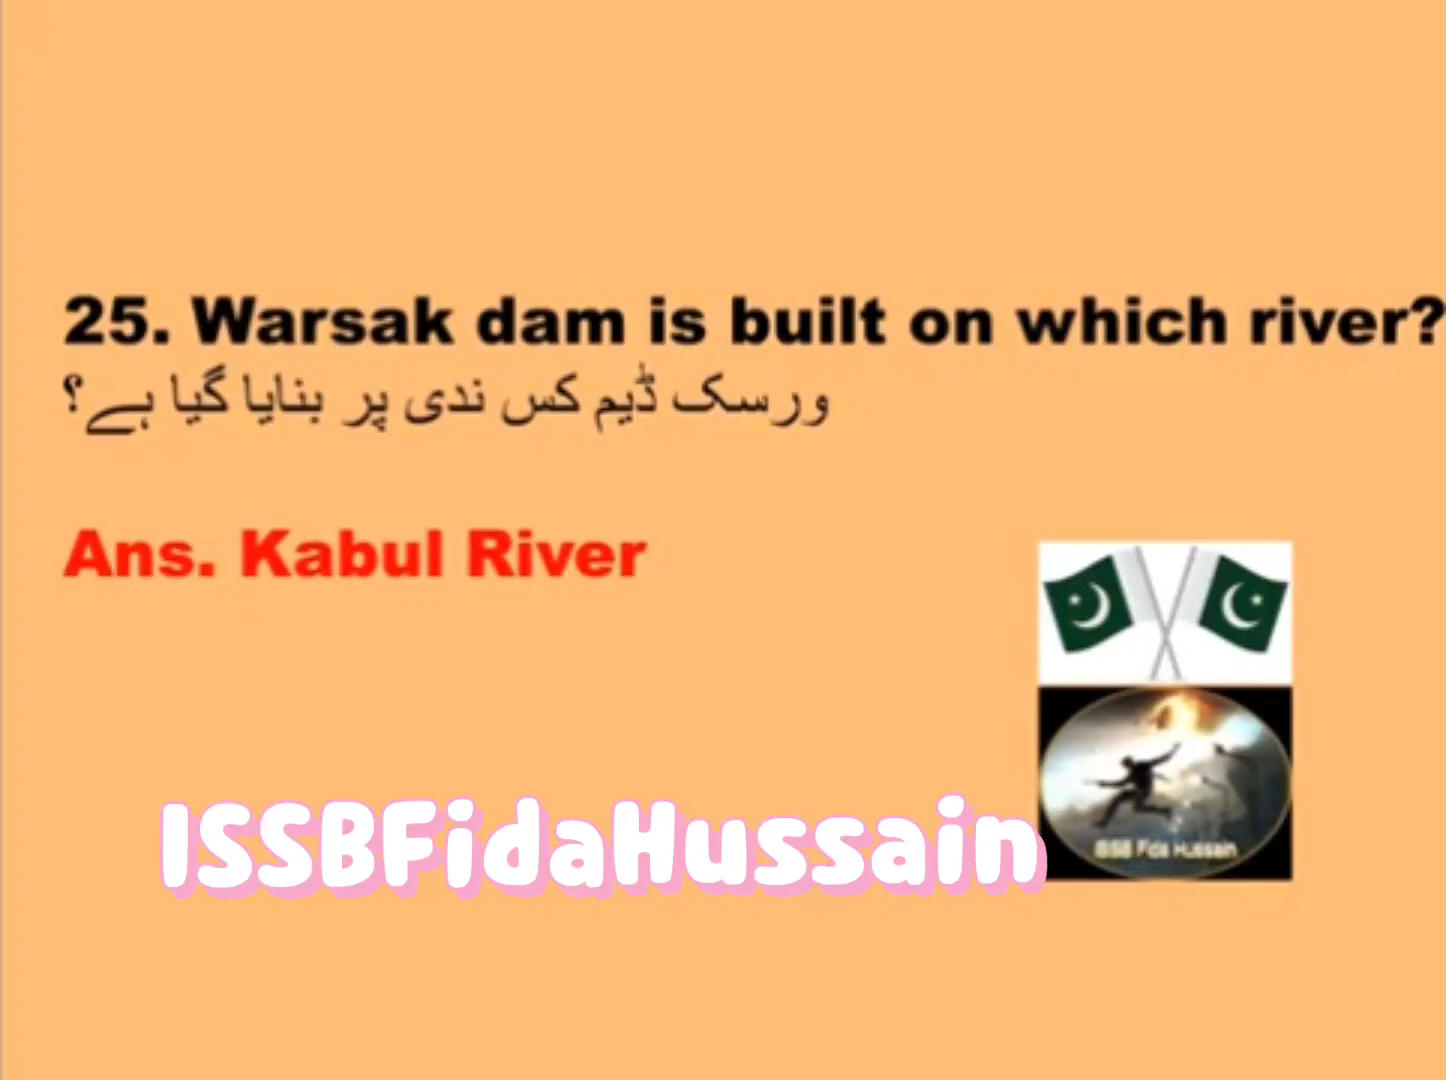 25. Warsak dam is built on which river?
ورسک ڈیم کس ندی پر بنایا گیا ہے؟
Ans. Kabul River
ISSBFidaHussain
ISSB Fida Hussain